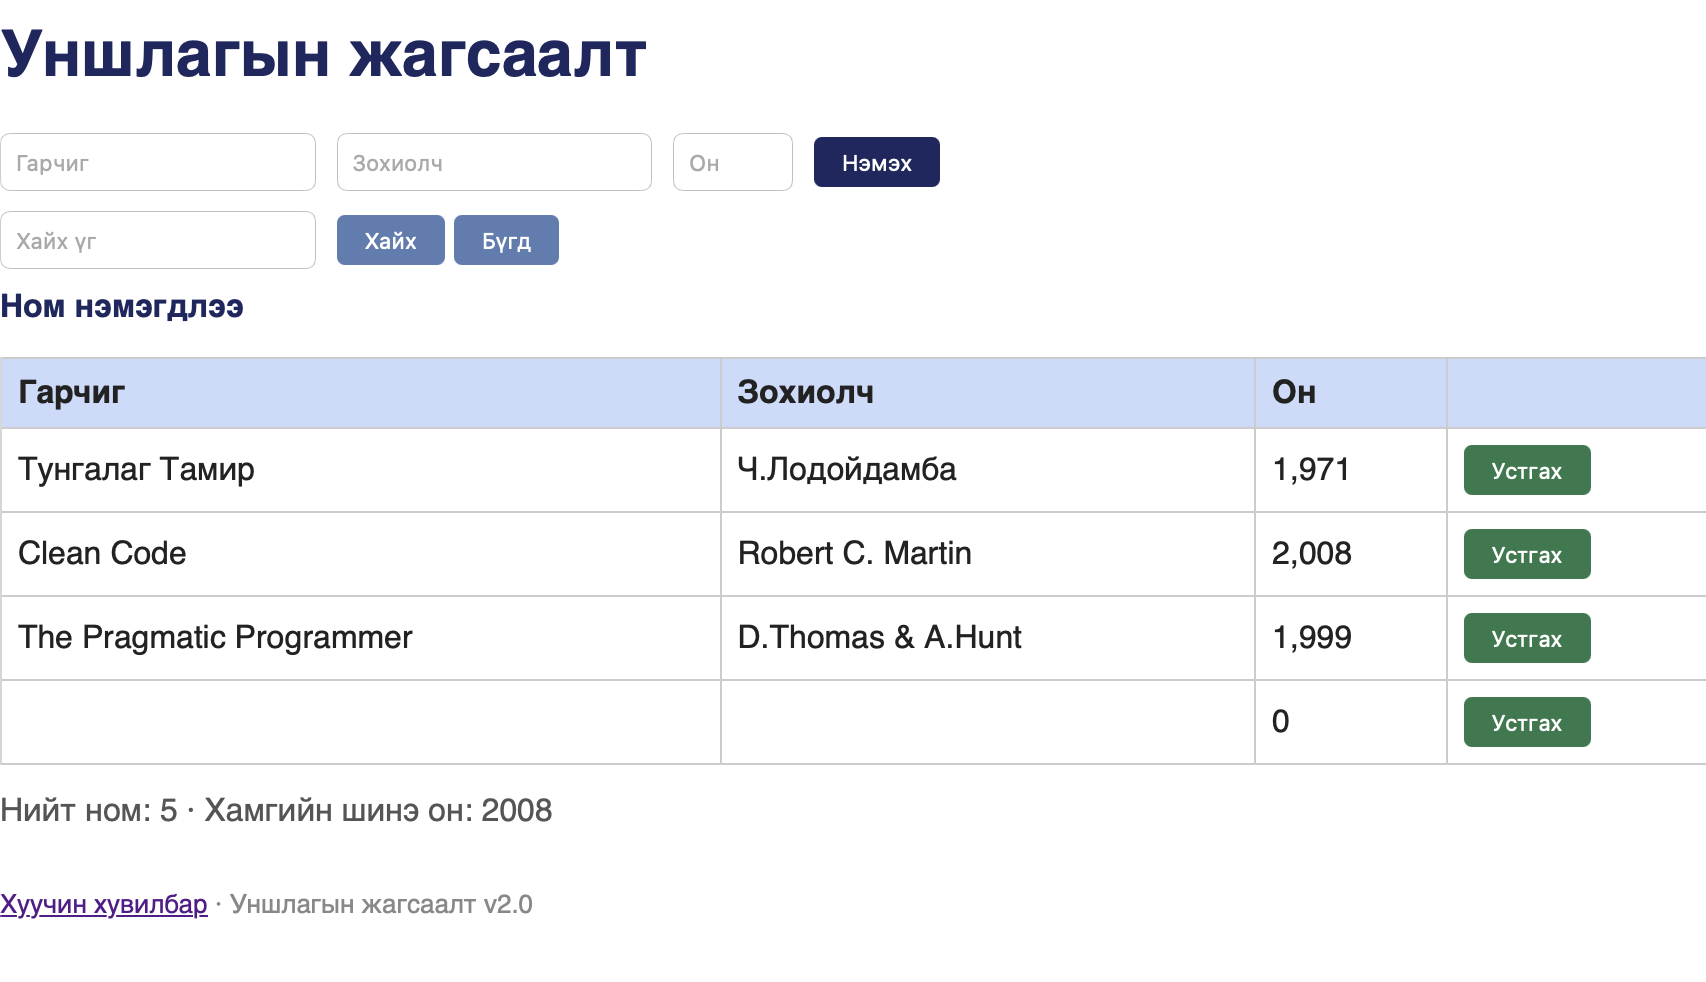 Уншлагын жагсаалт
Гарчиг Зохиолч Он Нэмэх
Хайх үг Хайх Бүгд
Ном нэмэгдлээ
Гарчиг Зохиолч Он
Тунгалаг Тамир Ч.Лодойдамба 1,971 Устгах
Clean Code Robert C. Martin 2,008 Устгах
The Pragmatic Programmer D.Thomas & A.Hunt 1,999 Устгах
0 Устгах
Нийт ном: 5 · Хамгийн шинэ он: 2008
Хуучин хувилбар · Уншлагын жагсаалт v2.0